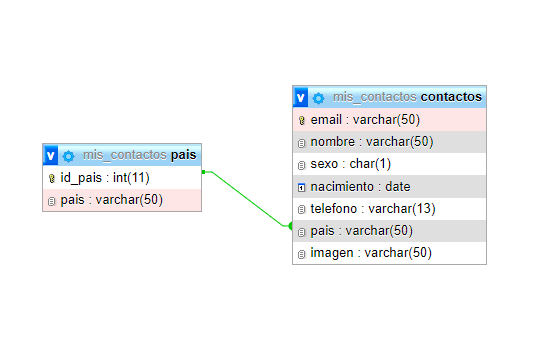 v mis_contactos pais
id_pais : int(11)
pais : varchar(50)
v mis_contactos contactos
email : varchar(50)
nombre : varchar(50)
sexo : char(1)
nacimiento : date
telefono : varchar(13)
pais : varchar(50)
imagen : varchar(50)